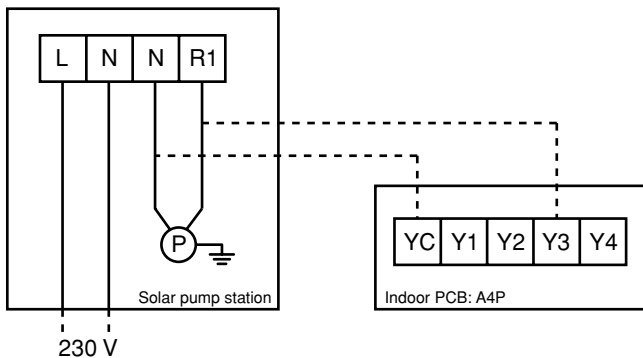 L N N R1
YC Y1 Y2 Y3 Y4
P
Solar pump station
Indoor PCB: A4P
230 V